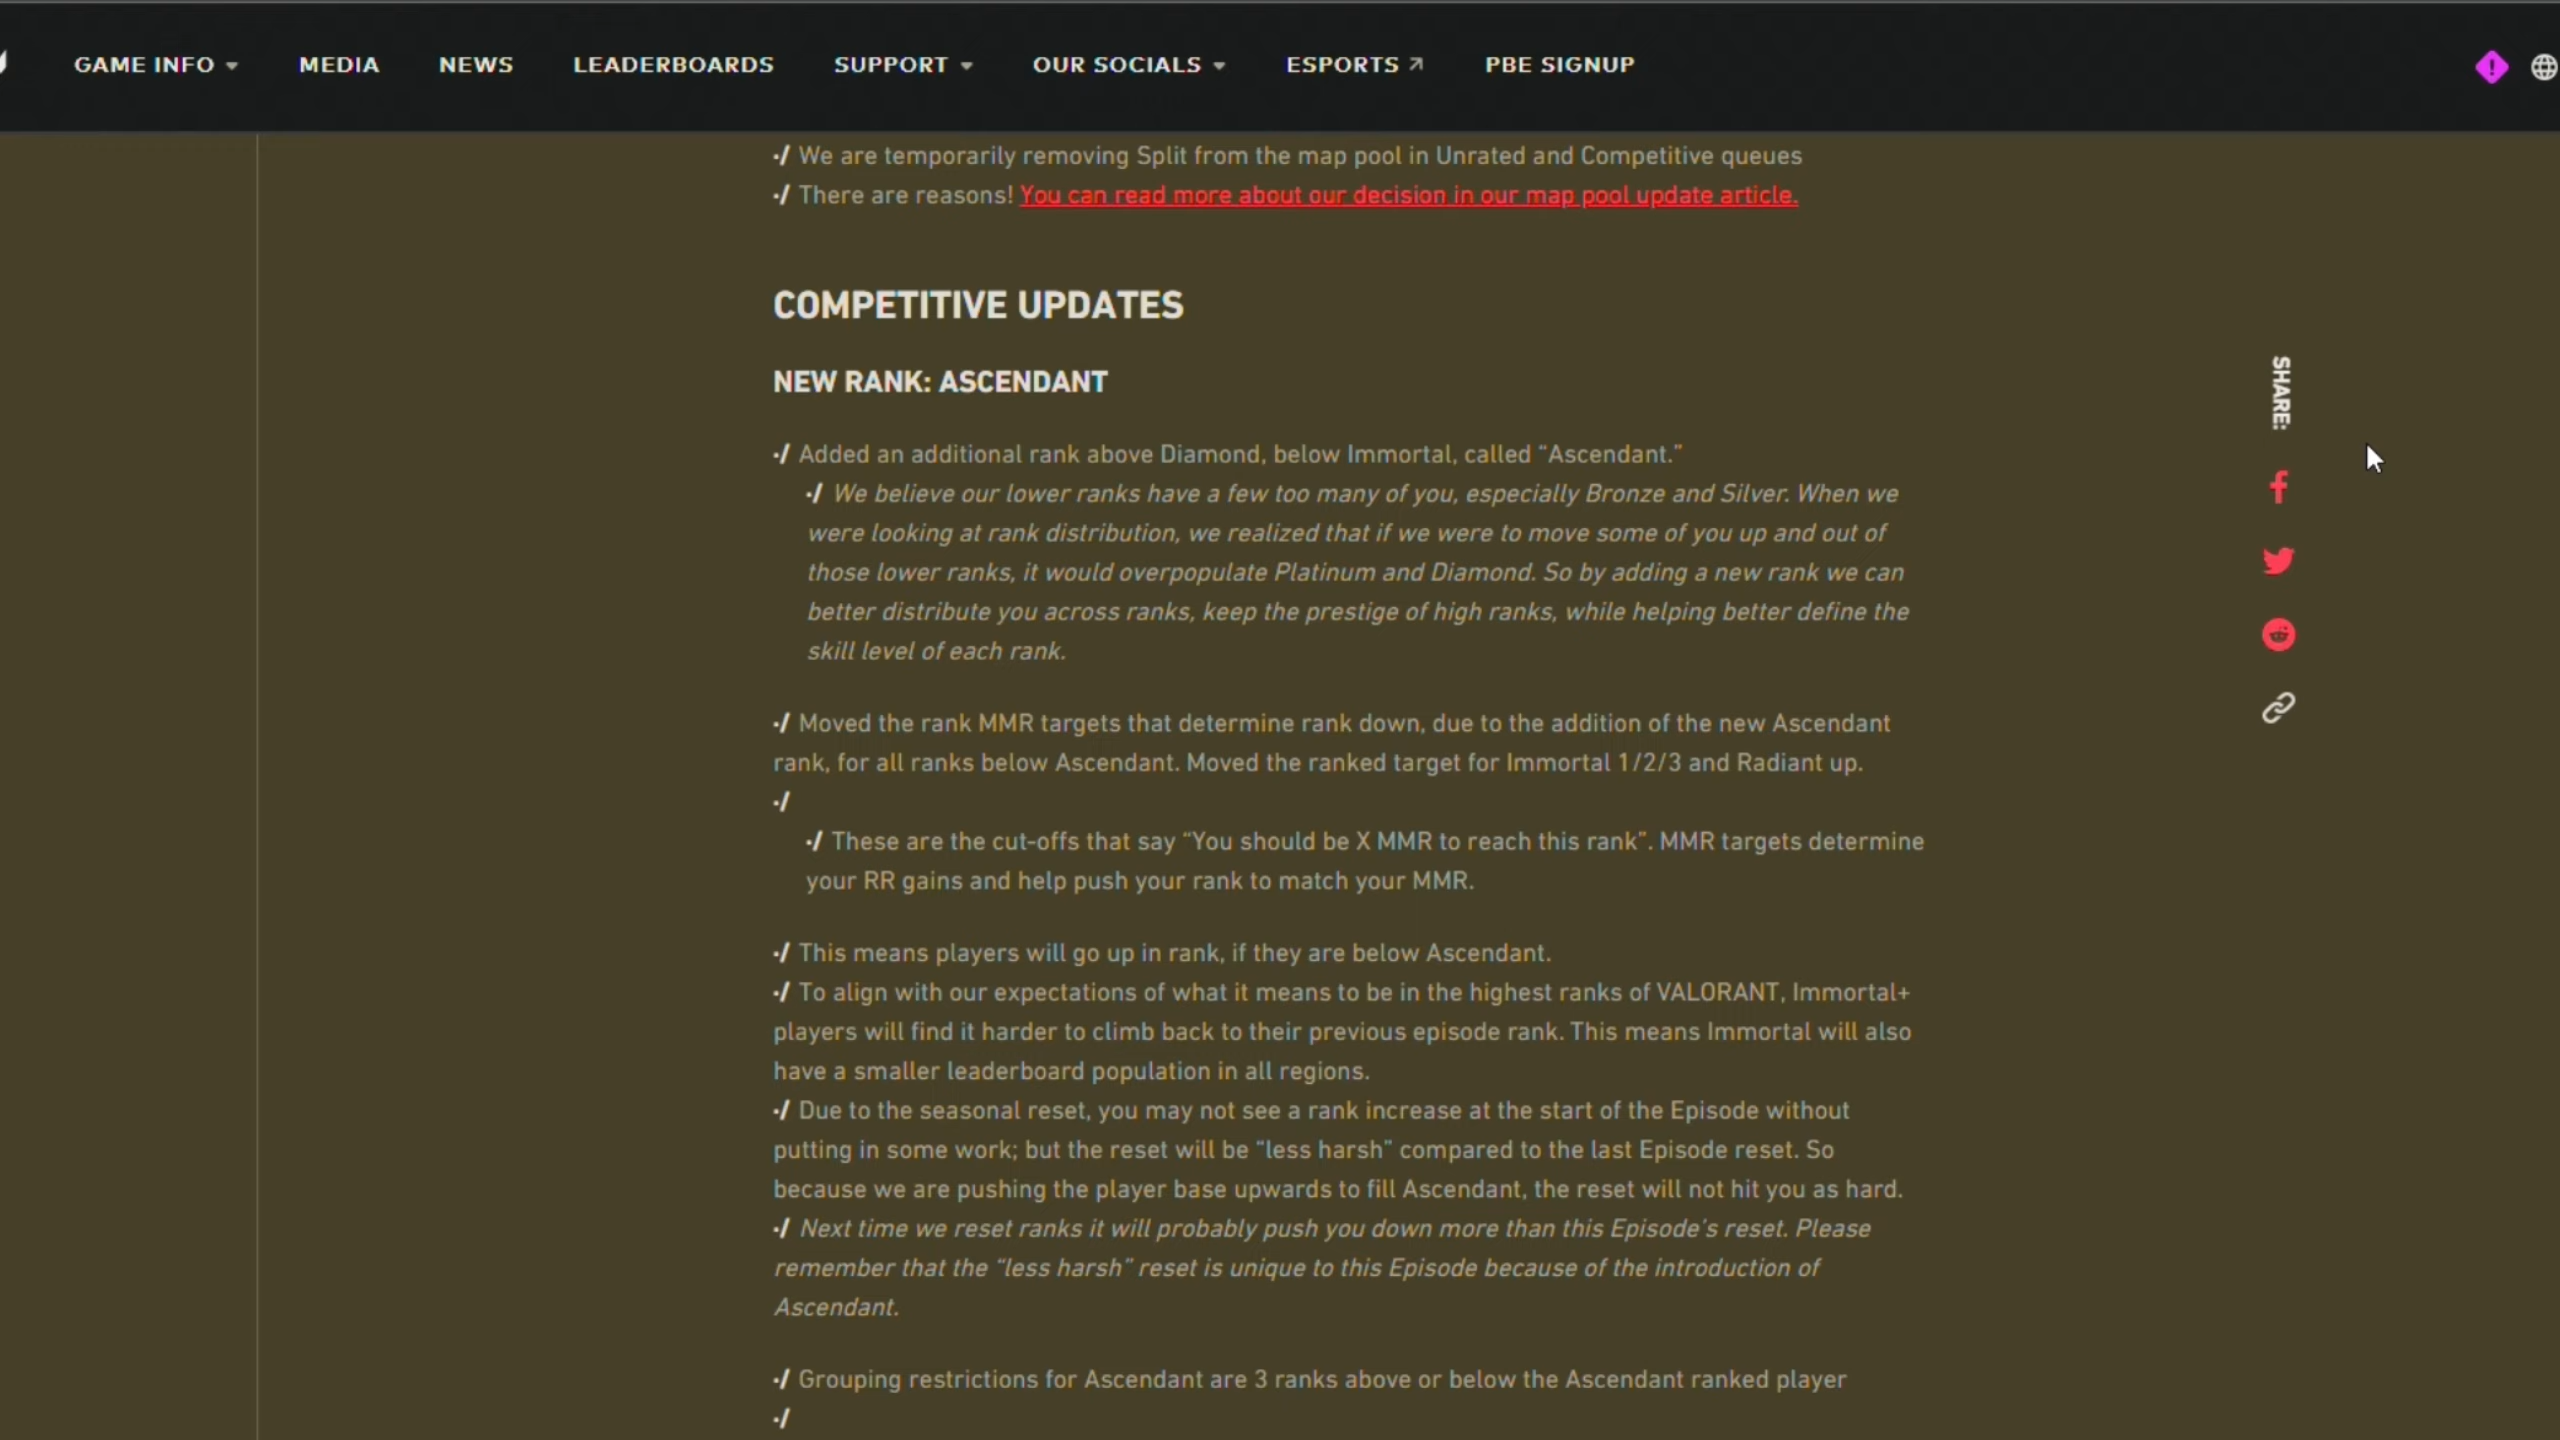 GAME INFO MEDIA NEWS LEADERBOARDS SUPPORT OUR SOCIALS ESPORTS PBE SIGNUP
·/ We are temporarily removing Split from the map pool in Unrated and Competitive queues
·/ There are reasons! You can read more about our decision in our map pool update article.
COMPETITIVE UPDATES
NEW RANK: ASCENDANT
SHARE:
·/ Added an additional rank above Diamond, below Immortal, called “Ascendant.”
·/ We believe our lower ranks have a few too many of you, especially Bronze and Silver. When we
were looking at rank distribution, we realized that if we were to move some of you up and out of
those lower ranks, it would overpopulate Platinum and Diamond. So by adding a new rank we can
better distribute you across ranks, keep the prestige of high ranks, while helping better define the
skill level of each rank.
·/ Moved the rank MMR targets that determine rank down, due to the addition of the new Ascendant
rank, for all ranks below Ascendant. Moved the ranked target for Immortal 1/2/3 and Radiant up.
·/
·/ These are the cut-offs that say “You should be X MMR to reach this rank”. MMR targets determine
your RR gains and help push your rank to match your MMR.
·/ This means players will go up in rank, if they are below Ascendant.
·/ To align with our expectations of what it means to be in the highest ranks of VALORANT, Immortal+
players will find it harder to climb back to their previous episode rank. This means Immortal will also
have a smaller leaderboard population in all regions.
·/ Due to the seasonal reset, you may not see a rank increase at the start of the Episode without
putting in some work; but the reset will be “less harsh” compared to the last Episode reset. So
because we are pushing the player base upwards to fill Ascendant, the reset will not hit you as hard.
·/ Next time we reset ranks it will probably push you down more than this Episode’s reset. Please
remember that the “less harsh” reset is unique to this Episode because of the introduction of
Ascendant.
·/ Grouping restrictions for Ascendant are 3 ranks above or below the Ascendant ranked player
·/